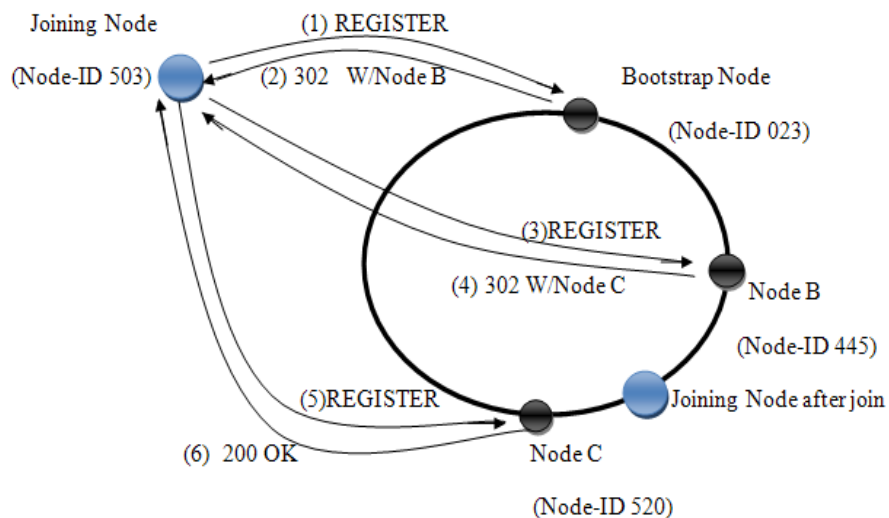 Joining Node
(Node-ID 503)
(1) REGISTER
(2) 302 W/Node B
Bootstrap Node
(Node-ID 023)
(3)REGISTER
(4) 302 W/Node C
Node B
(Node-ID 445)
Joining Node after join
(5)REGISTER
(6) 200 OK
Node C
(Node-ID 520)